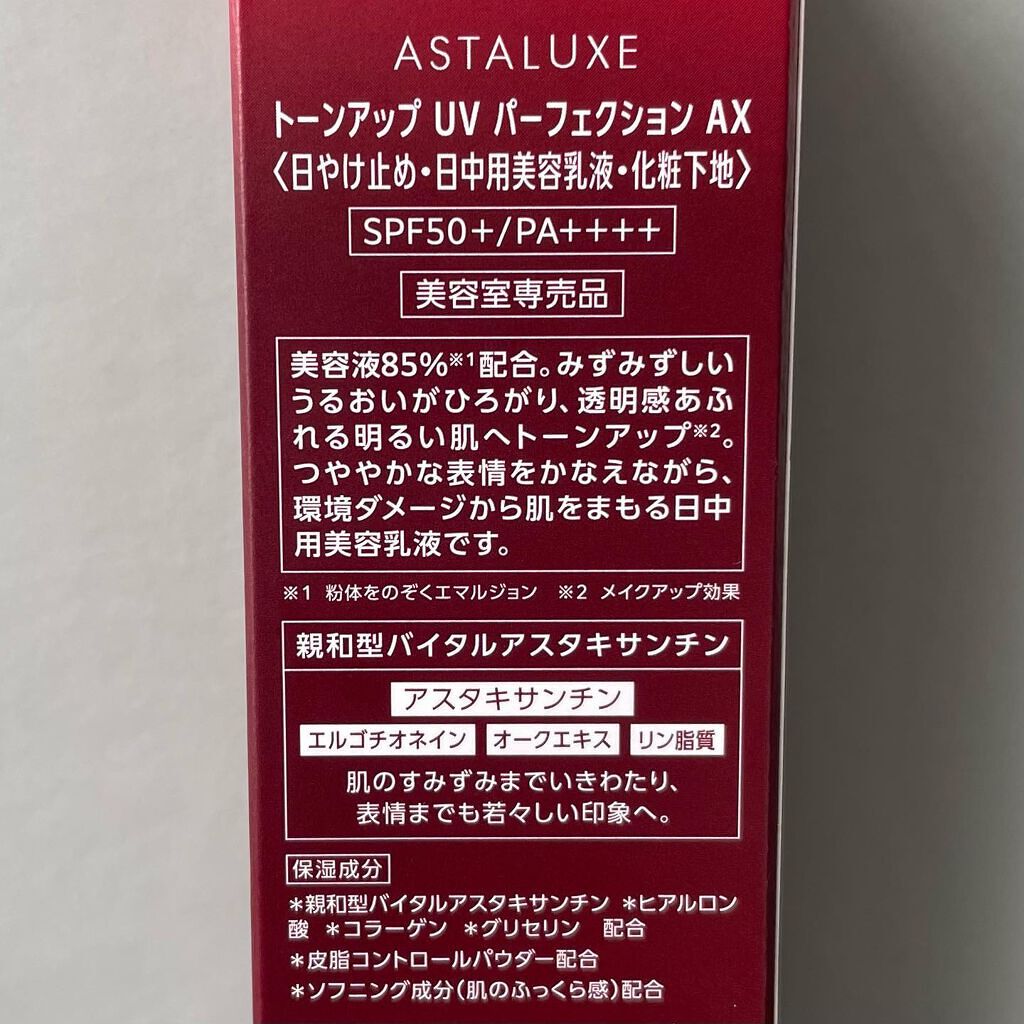 ASTALUXE
トーンアップ UV パーフェクション AX
〈日やけ止め・日中用美容乳液・化粧下地〉
SPF50+/PA++++
美容室専売品
美容液85%※1配合。みずみずしい
うるおいがひろがり、透明感あふ
れる明るい肌へトーンアップ※2。
つややかな表情をかなえながら、
環境ダメージから肌をまもる日中
用美容乳液です。
※1 粉体をのぞくエマルジョン ※2 メイクアップ効果
親和型バイタルアスタキサンチン
アスタキサンチン
エルゴチオネイン オークエキス リン脂質
肌のすみずみまでいきわたり、
表情までも若々しい印象へ。
保湿成分
*親和型バイタルアスタキサンチン *ヒアルロン
酸 *コラーゲン *グリセリン 配合
*皮脂コントロールパウダー配合
*ソフニング成分(肌のふっくら感)配合